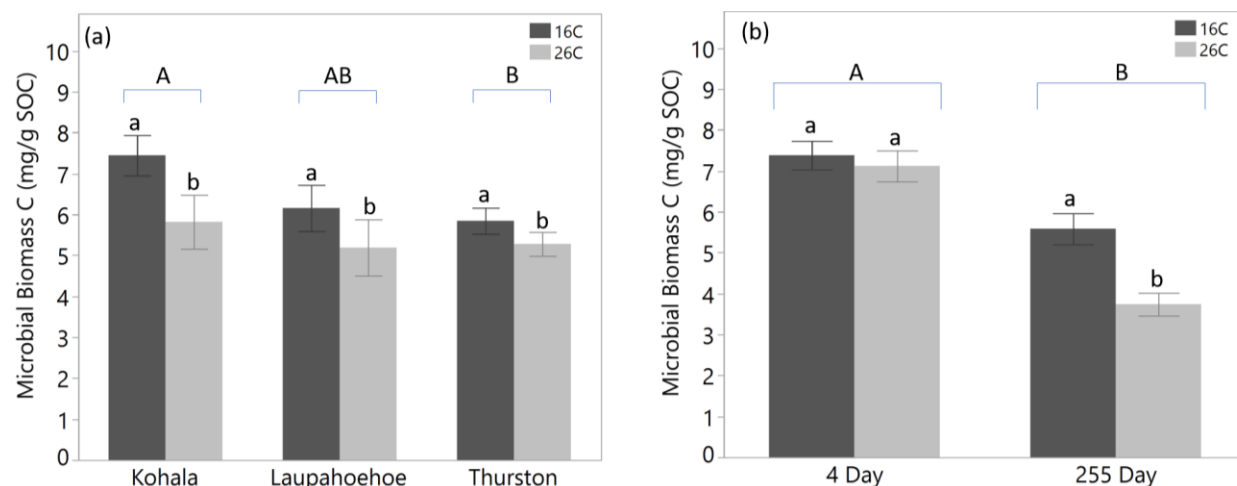 (a)
16C
26C
Microbial Biomass C (mg/g SOC)
10
9
8
7
6
5
4
3
2
1
0
A
AB
B
a
b
a
b
a
b
Kohala
Laupahoehoe
Thurston
(b)
16C
26C
Microbial Biomass C (mg/g SOC)
10
9
8
7
6
5
4
3
2
1
0
A
B
a
a
a
b
4 Day
255 Day